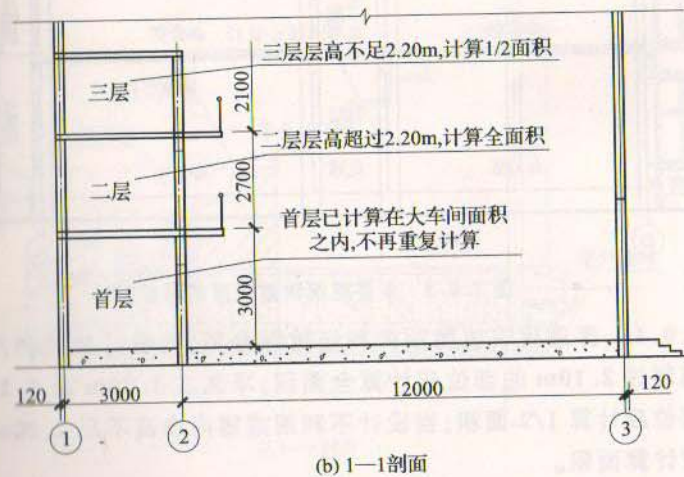 三层层高不足2.20m,计算1/2面积
三层
2100
二层层高超过2.20m,计算全面积
二层
2700
首层已计算在大车间面积
之内,不再重复计算
首层
3000
120
3000
12000
120
1
2
3
(b) 1—1剖面